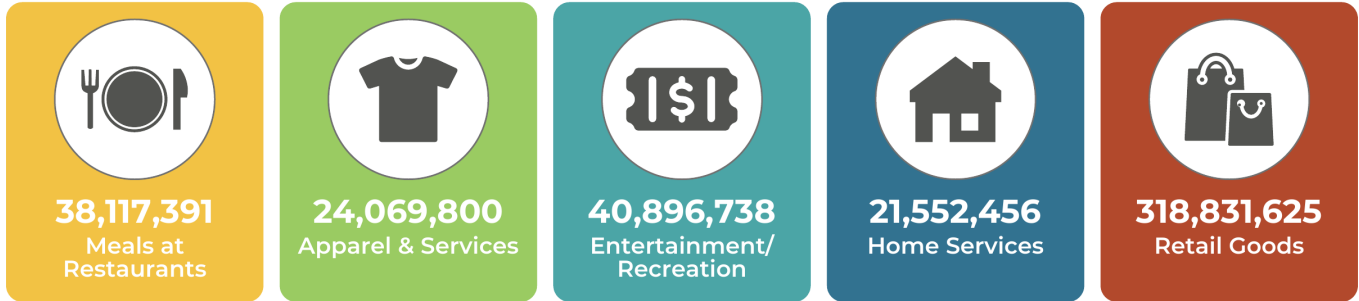 $
38,117,391
Meals at
Restaurants
24,069,800
Apparel & Services
40,896,738
Entertainment/
Recreation
21,552,456
Home Services
318,831,625
Retail Goods